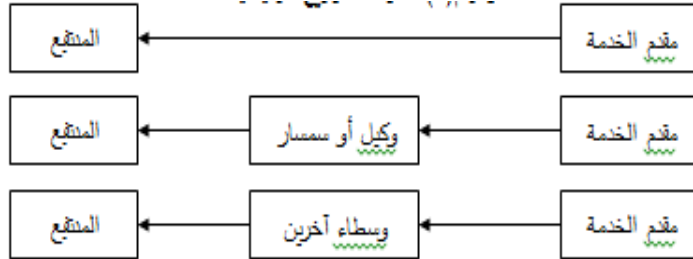 مقدم الخدمة المنتفع
مقدم الخدمة وكيل أو سمسار المنتفع
مقدم الخدمة وسطاء آخرين المنتفع